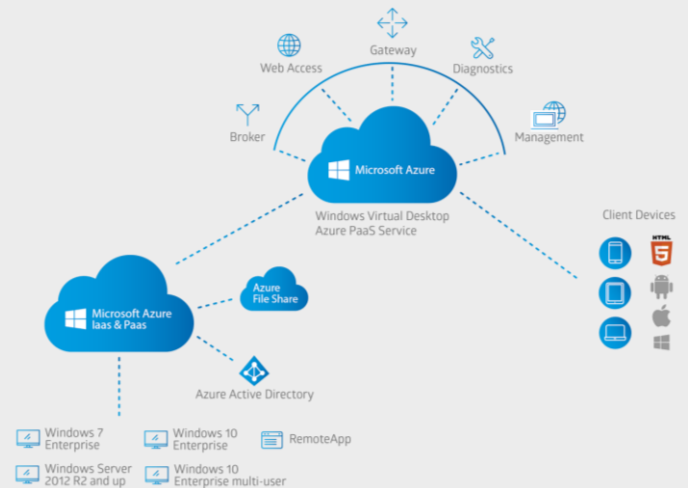 Gateway
Web Access
Diagnostics
Broker
Management
Microsoft Azure
Windows Virtual Desktop
Azure PaaS Service
Client Devices
HTML
5
Azure
File Share
Microsoft Azure
Iaas & Paas
Azure Active Directory
Windows 7
Enterprise
Windows 10
Enterprise
RemoteApp
Windows Server
2012 R2 and up
Windows 10
Enterprise multi-user